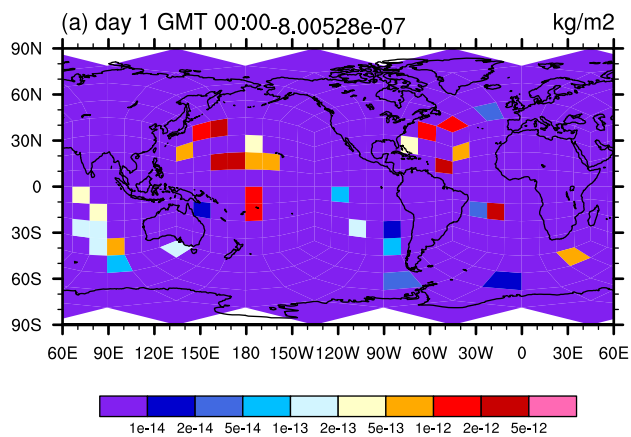 (a) day 1 GMT 00:00-8.00528e-07 kg/m2
90N
60N
30N
0
30S
60S
90S
60E 90E 120E 150E 180 150W 120W 90W 60W 30W 0 30E 60E
1e-14 2e-14 5e-14 1e-13 2e-13 5e-13 1e-12 2e-12 5e-12